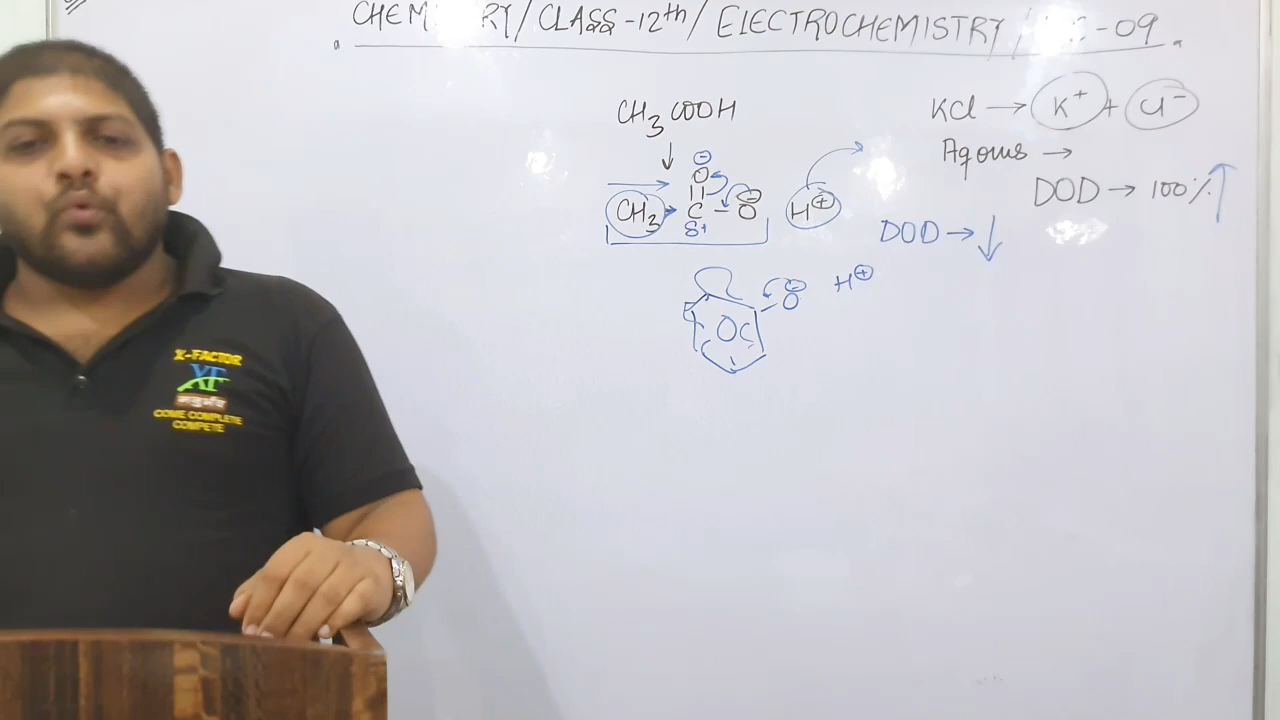 CHEM RY/CLASS-12th/ELECTROCHEMISTRY/ -09
CH3COOH
⊖
O
CH3 → C - O ⊖
δ+
H⊕
KCl → K+ + Cl-
Aqous →
DOD → 100% ↑
DOD → ↓
O ⊖ H⊕
OC
X-FACTOR
XF
COME COMPLETE
COMPETE